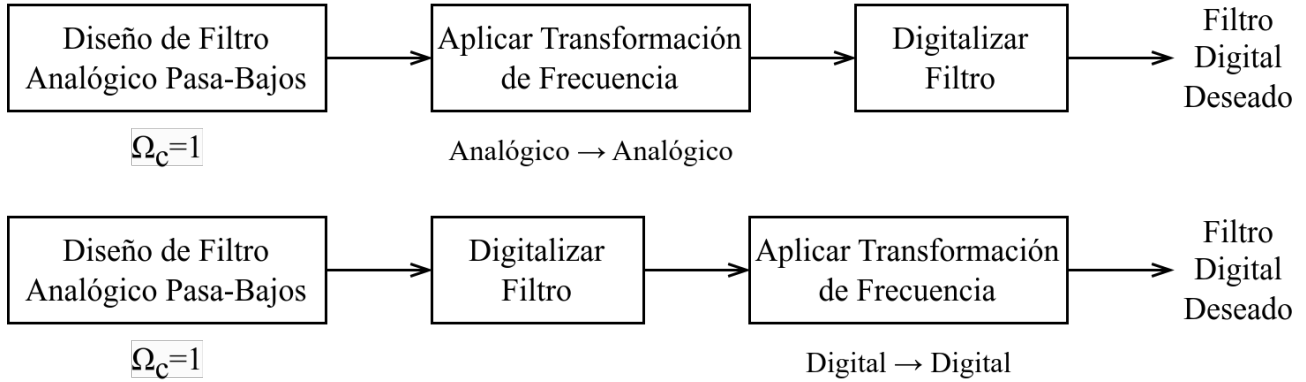 Diseño de Filtro
Analógico Pasa-Bajos
Aplicar Transformación
de Frecuencia
Digitalizar
Filtro
Filtro
Digital
Deseado
Ωc=1
Analógico → Analógico
Diseño de Filtro
Analógico Pasa-Bajos
Digitalizar
Filtro
Aplicar Transformación
de Frecuencia
Filtro
Digital
Deseado
Ωc=1
Digital → Digital